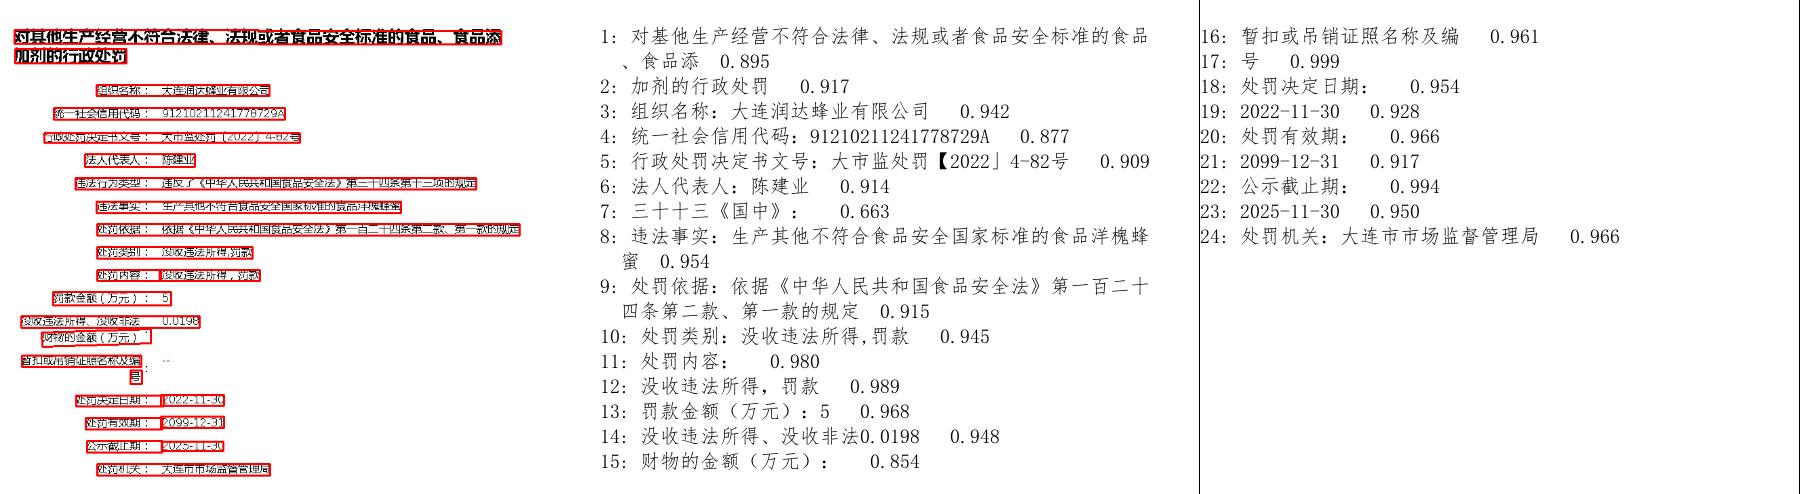 对其他生产经营不符合法律、法规或者食品安全标准的食品、食品添
加剂的行政处罚
组织名称： 大连润达蜂业有限公司
统一社会信用代码： 91210211241778729A
行政处罚决定书文号： 大市监处罚〔2022〕4-82号
法人代表人： 陈建业
违法行为类型： 违反了《中华人民共和国食品安全法》第三十四条第十三项的规定
违法事实： 生产其他不符合食品安全国家标准的食品洋槐蜂蜜
处罚依据： 依据《中华人民共和国食品安全法》第一百二十四条第二款、第一款的规定
处罚类别： 没收违法所得,罚款
处罚内容： 没收违法所得，罚款
罚款金额（万元）： 5
没收违法所得、没收非法 0.0198
财物的金额（万元）：
暂扣或吊销证照名称及编 --
号：
处罚决定日期： 2022-11-30
处罚有效期： 2099-12-31
公示截止期： 2025-11-30
处罚机关： 大连市市场监督管理局
1: 对基他生产经营不符合法律、法规或者食品安全标准的食品
、食品添 0.895
2: 加剂的行政处罚 0.917
3: 组织名称：大连润达蜂业有限公司 0.942
4: 统一社会信用代码：91210211241778729A 0.877
5: 行政处罚决定书文号：大市监处罚【2022」4-82号 0.909
6: 法人代表人：陈建业 0.914
7: 三十十三《国中》： 0.663
8: 违法事实：生产其他不符合食品安全国家标准的食品洋槐蜂
蜜 0.954
9: 处罚依据：依据《中华人民共和国食品安全法》第一百二十
四条第二款、第一款的规定 0.915
10: 处罚类别：没收违法所得,罚款 0.945
11: 处罚内容： 0.980
12: 没收违法所得，罚款 0.989
13: 罚款金额（万元）：5 0.968
14: 没收违法所得、没收非法0.0198 0.948
15: 财物的金额（万元）： 0.854
16: 暂扣或吊销证照名称及编 0.961
17: 号 0.999
18: 处罚决定日期： 0.954
19: 2022-11-30 0.928
20: 处罚有效期： 0.966
21: 2099-12-31 0.917
22: 公示截止期： 0.994
23: 2025-11-30 0.950
24: 处罚机关：大连市市场监督管理局 0.966